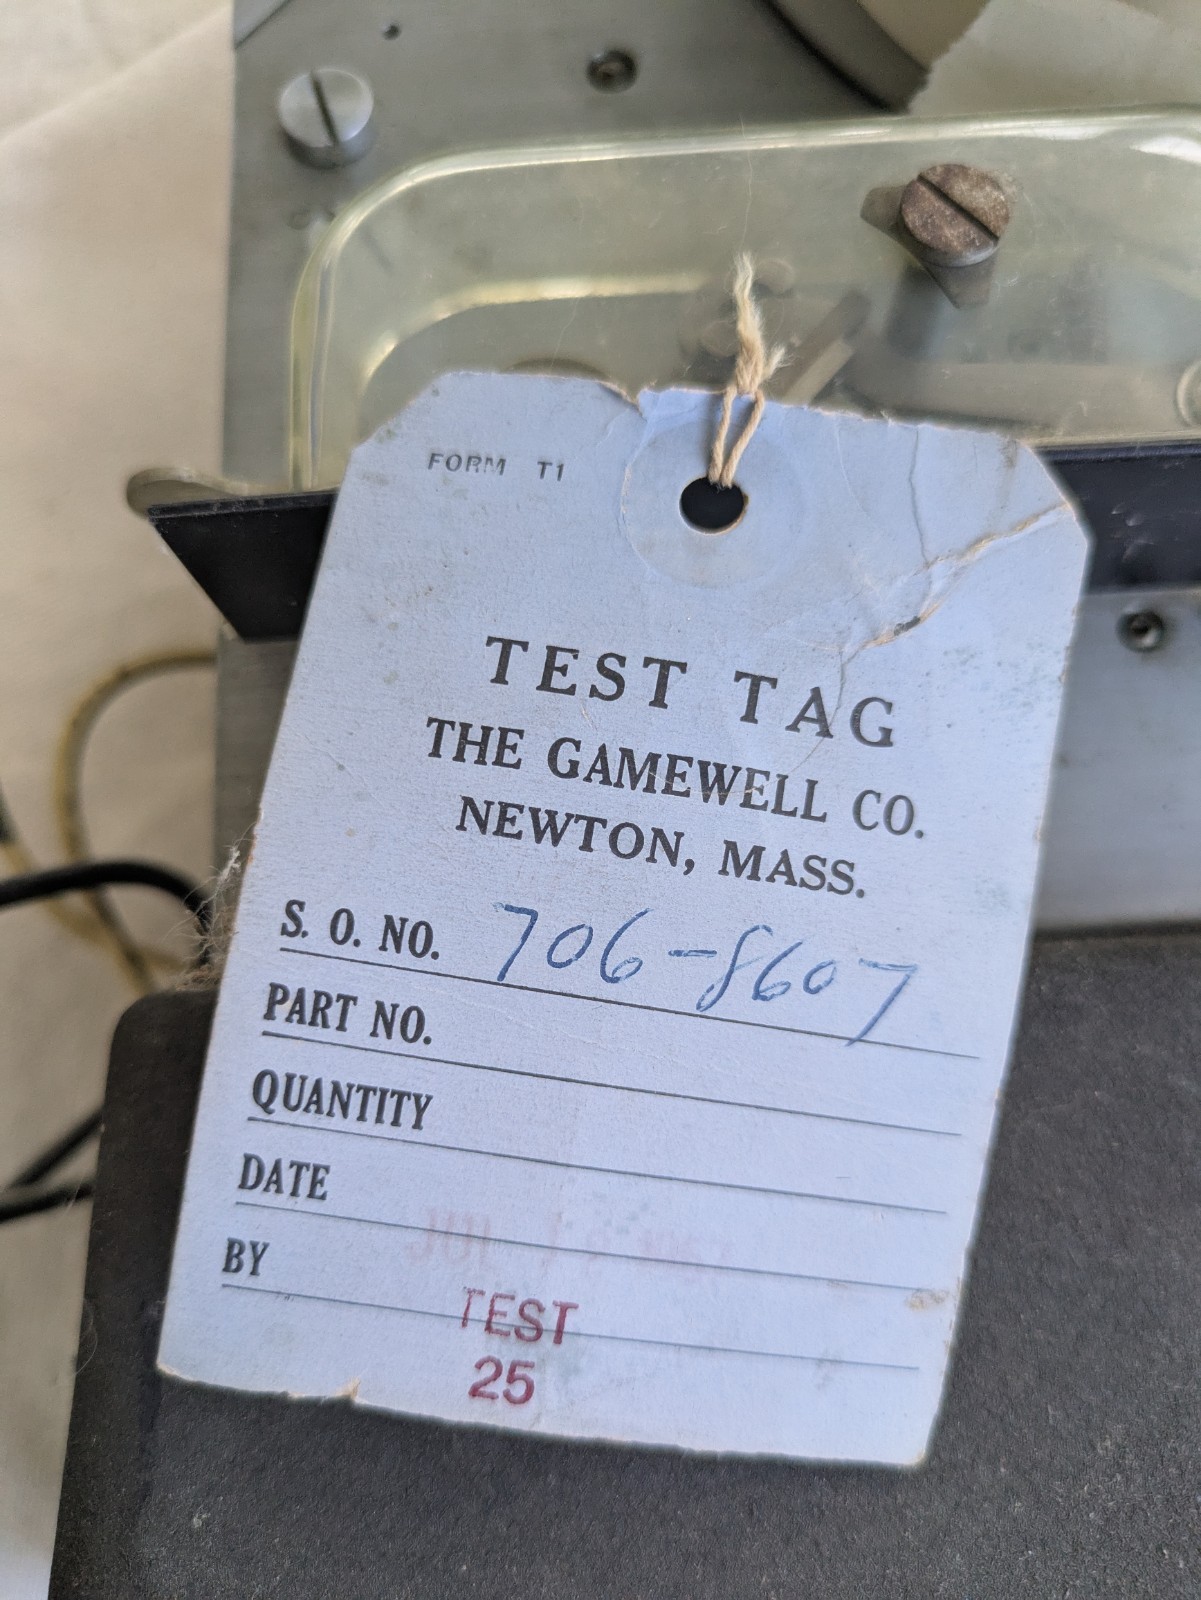 FORM T1
TEST TAG
THE GAMEWELL CO.
NEWTON, MASS.
S. O. NO. 706-8607
PART NO.
QUANTITY
DATE
BY
TEST
25